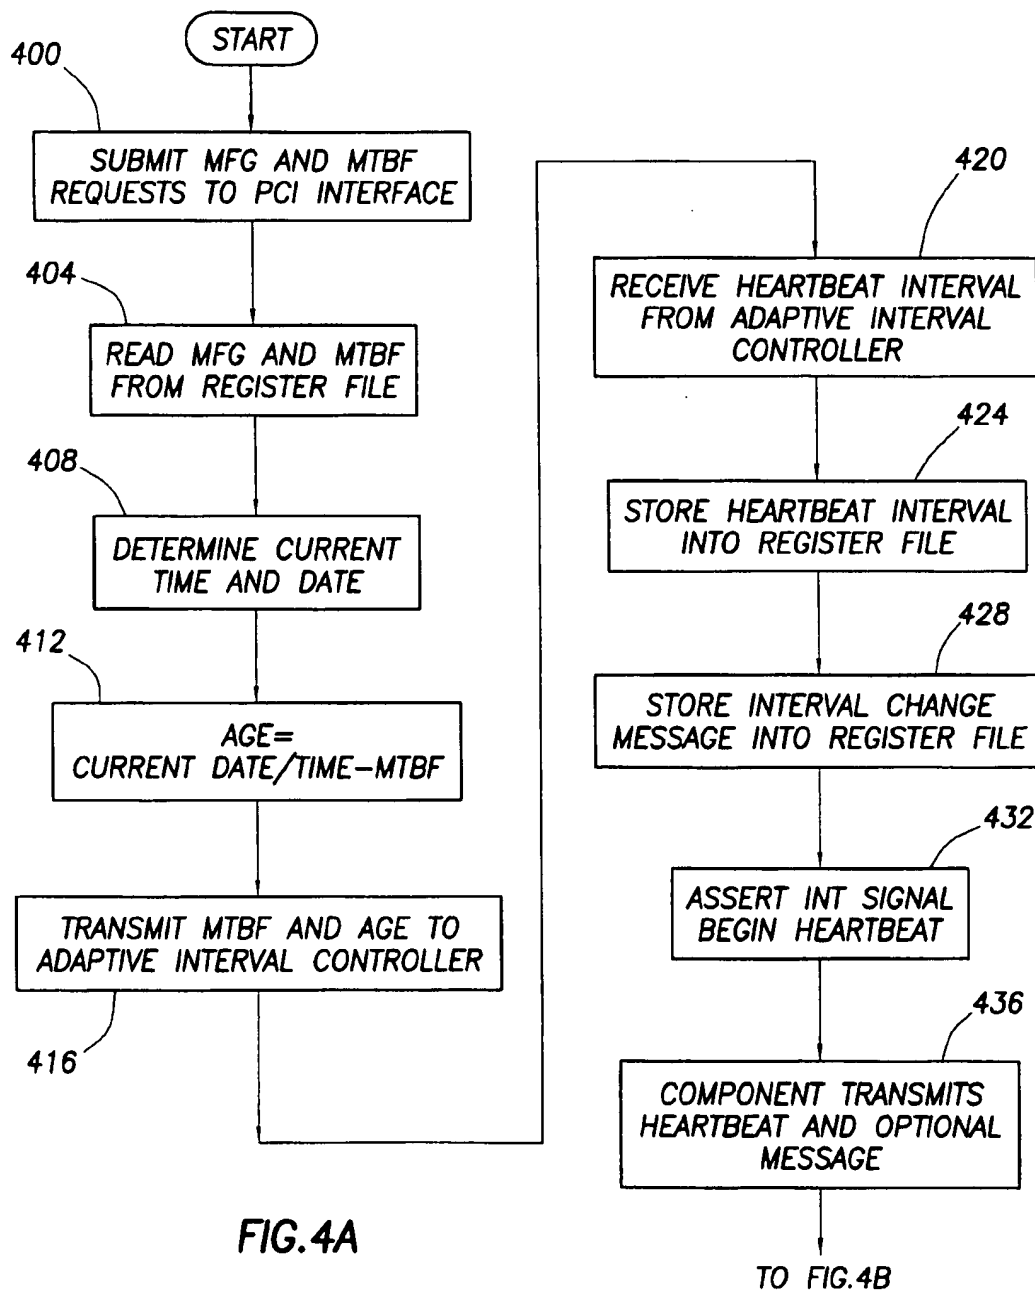 START
400
SUBMIT MFG AND MTBF
REQUESTS TO PCI INTERFACE
404
READ MFG AND MTBF
FROM REGISTER FILE
408
DETERMINE CURRENT
TIME AND DATE
412
AGE=
CURRENT DATE/TIME-MTBF
TRANSMIT MTBF AND AGE TO
ADAPTIVE INTERVAL CONTROLLER
416
420
RECEIVE HEARTBEAT INTERVAL
FROM ADAPTIVE INTERVAL
CONTROLLER
424
STORE HEARTBEAT INTERVAL
INTO REGISTER FILE
428
STORE INTERVAL CHANGE
MESSAGE INTO REGISTER FILE
432
ASSERT INT SIGNAL
BEGIN HEARTBEAT
436
COMPONENT TRANSMITS
HEARTBEAT AND OPTIONAL
MESSAGE
TO FIG.4B
FIG.4A